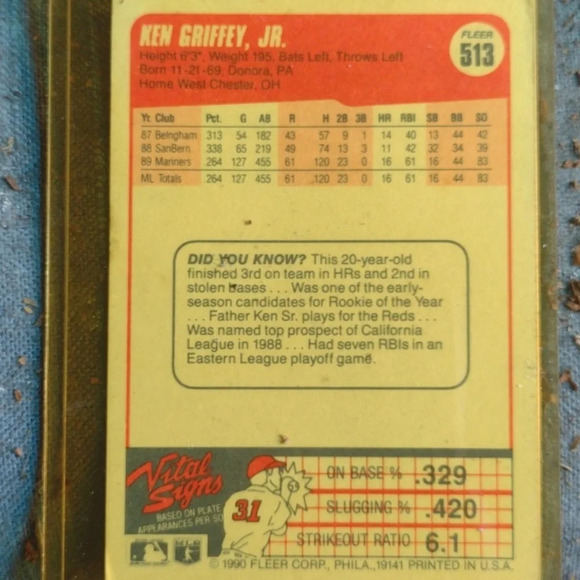 KEN GRIFFEY, JR.
FLEER
513
Height 6'3", Weight 195, Bats Left, Throws Left
Born 11-21-69, Donora, PA
Home West Chester, OH
Yr. Club Pct. G AB R H 2B 3B HR RBI SB BB SO
87 Belngham 313 54 182 43 57 9 1 14 40 13 44 42
88 SanBern 338 65 219 49 74 13 3 11 42 32 34 39
89 Mariners 264 127 455 61 120 23 0 16 61 16 44 83
ML Totals 264 127 455 61 120 23 0 16 61 16 44 83
DID YOU KNOW? This 20-year-old
finished 3rd on team in HRs and 2nd in
stolen bases . . . Was one of the early-
season candidates for Rookie of the Year
. . . Father Ken Sr. plays for the Reds . . .
Was named top prospect of California
League in 1988 . . . Had seven RBIs in an
Eastern League playoff game.
Vital
Signs
BASED ON PLATE
APPEARANCES PER SO
31
ON BASE % .329
SLUGGING % .420
STRIKEOUT RATIO 6.1
© 1990 FLEER CORP., PHILA., 19141 PRINTED IN U.S.A.